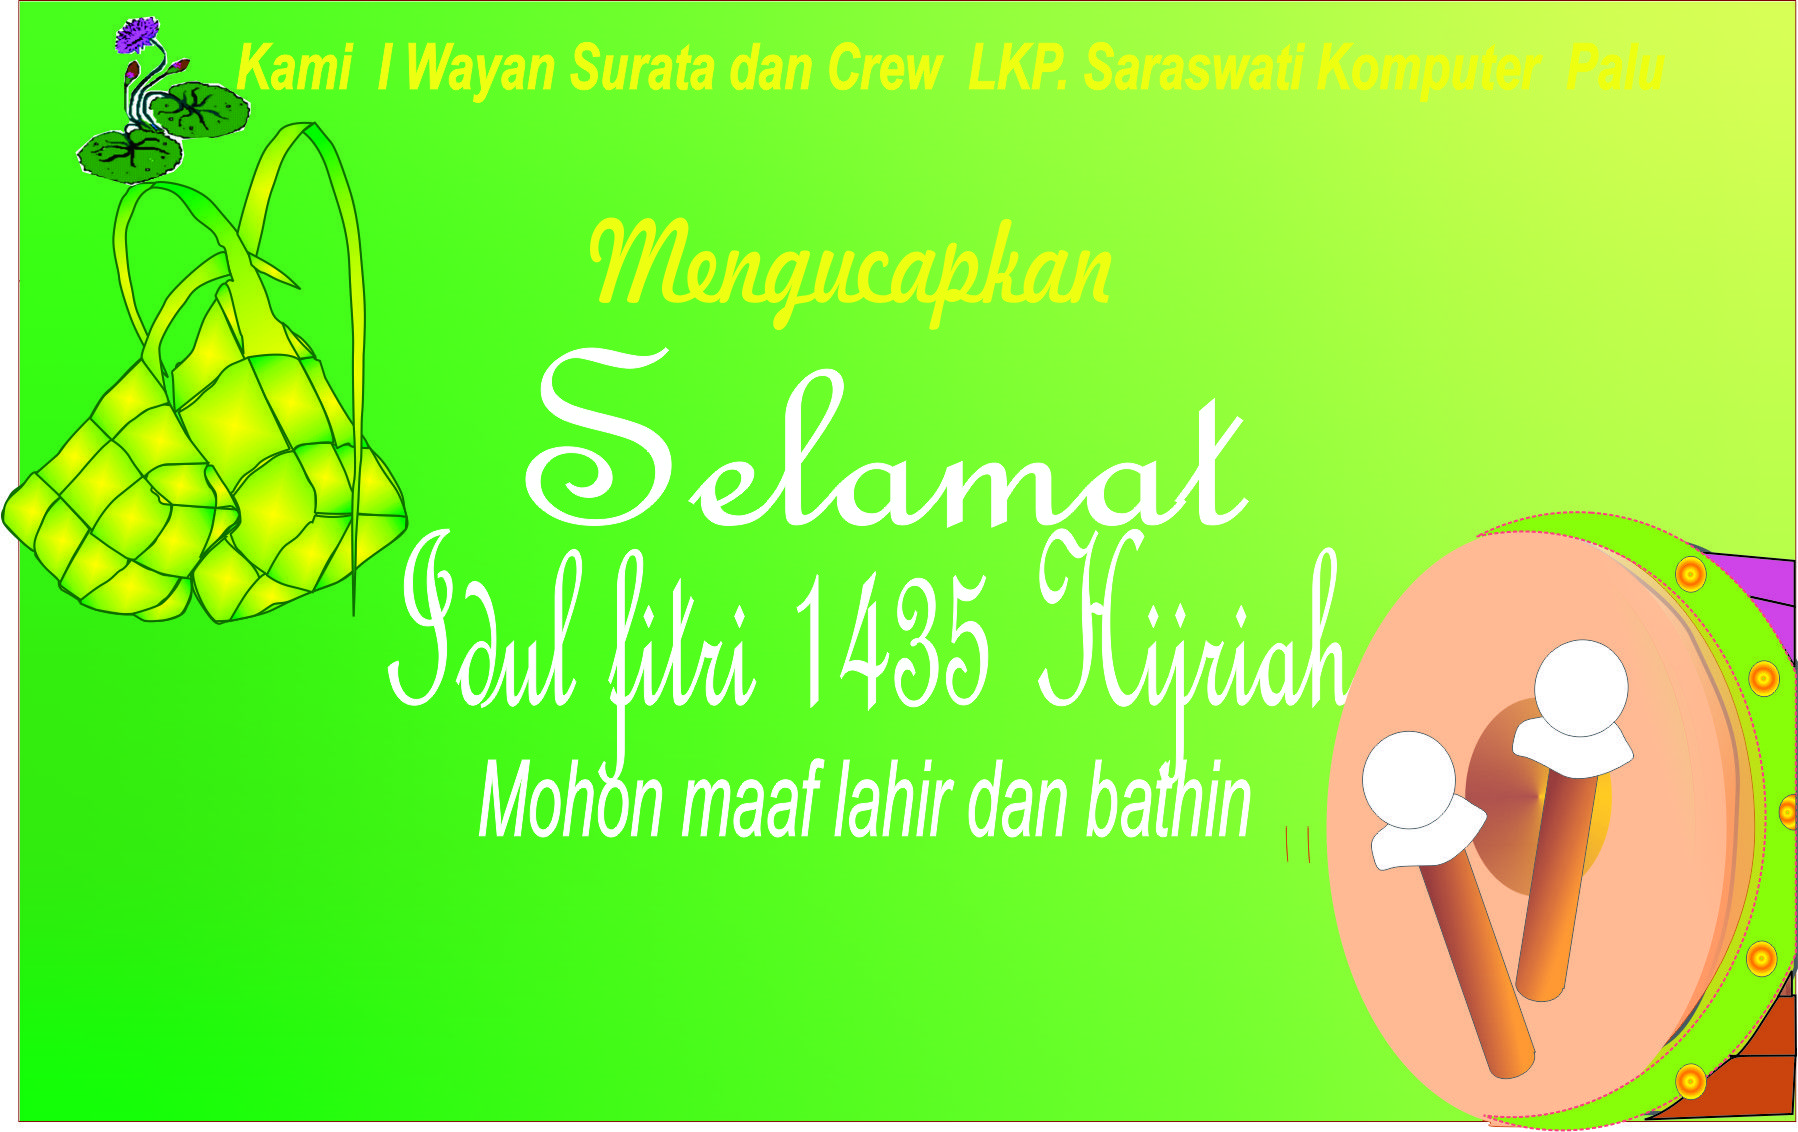 Kami I Wayan Surata dan Crew LKP. Saraswati Komputer Palu
Mengucapkan
Selamat
Idul fitri 1435 Hijriah
Mohon maaf lahir dan bathin